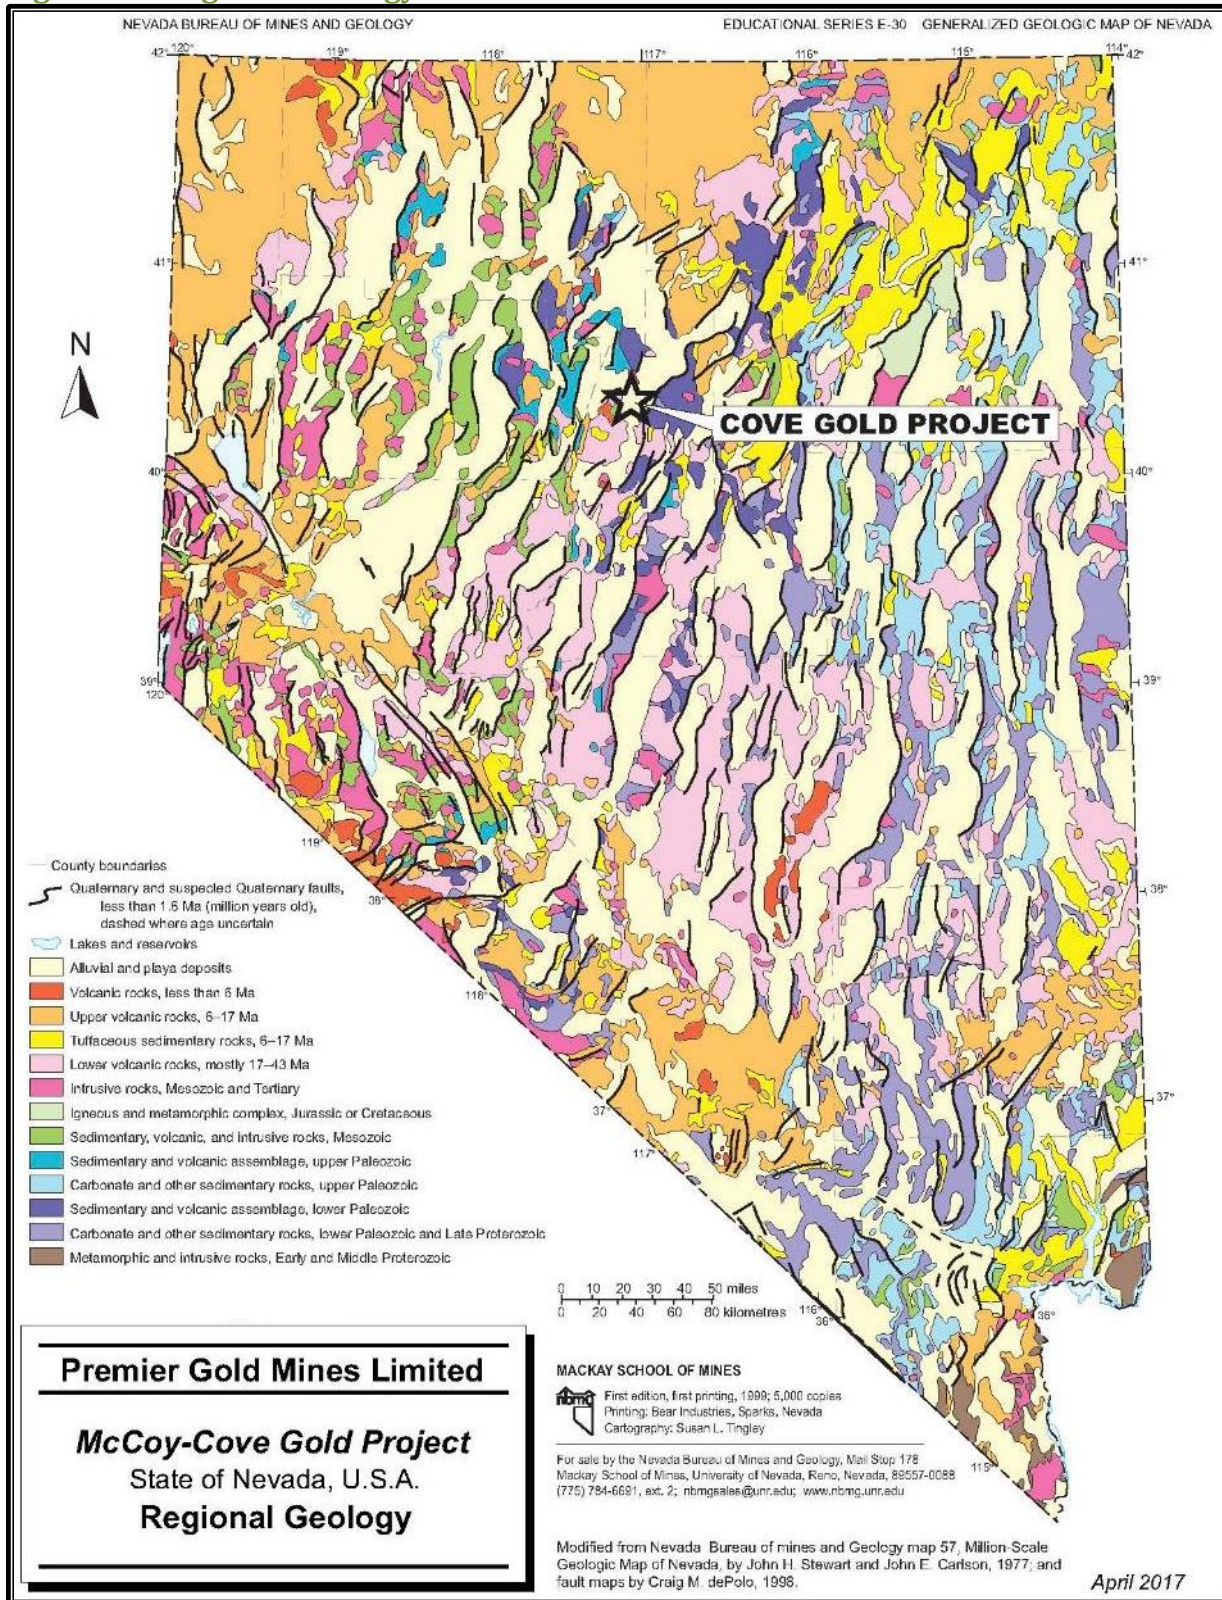 NEVADA BUREAU OF MINES AND GEOLOGY
EDUCATIONAL SERIES E-30 GENERALIZED GEOLOGIC MAP OF NEVADA
42° 120°
119°
118°
117°
116°
115°
114°
42°
41°
41°
N
COVE GOLD PROJECT
40°
40°
39°
120°
39°
119°
38°
38°
118°
37°
37°
117°
116°
36°
36°
115°
County boundaries
Quaternary and suspected Quaternary faults,
less than 1.6 Ma (million years old),
dashed where age uncertain
Lakes and reservoirs
Alluvial and playa deposits
Volcanic rocks, less than 6 Ma
Upper volcanic rocks, 6–17 Ma
Tuffaceous sedimentary rocks, 6–17 Ma
Lower volcanic rocks, mostly 17–43 Ma
Intrusive rocks, Mesozoic and Tertiary
Igneous and metamorphic complex, Jurassic or Cretaceous
Sedimentary, volcanic, and intrusive rocks, Mesozoic
Sedimentary and volcanic assemblage, upper Paleozoic
Carbonate and other sedimentary rocks, upper Paleozoic
Sedimentary and volcanic assemblage, lower Paleozoic
Carbonate and other sedimentary rocks, lower Paleozoic and Late Proterozoic
Metamorphic and intrusive rocks, Early and Middle Proterozoic
0 10 20 30 40 50 miles
0 20 40 60 80 kilometres
Premier Gold Mines Limited
McCoy-Cove Gold Project
State of Nevada, U.S.A.
Regional Geology
MACKAY SCHOOL OF MINES
nbmg
First edition, first printing, 1999; 5,000 copies
Printing: Bear Industries, Sparks, Nevada
Cartography: Susan L. Tingley
For sale by the Nevada Bureau of Mines and Geology, Mail Stop 178
Mackay School of Mines, University of Nevada, Reno, Nevada, 89557-0088
(775) 784-6691, ext. 2; nbmgsales@unr.edu; www.nbmg.unr.edu
Modified from Nevada Bureau of mines and Geology map 57, Million-Scale
Geologic Map of Nevada, by John H. Stewart and John E. Carlson, 1977; and
fault maps by Craig M. dePolo, 1998.
April 2017